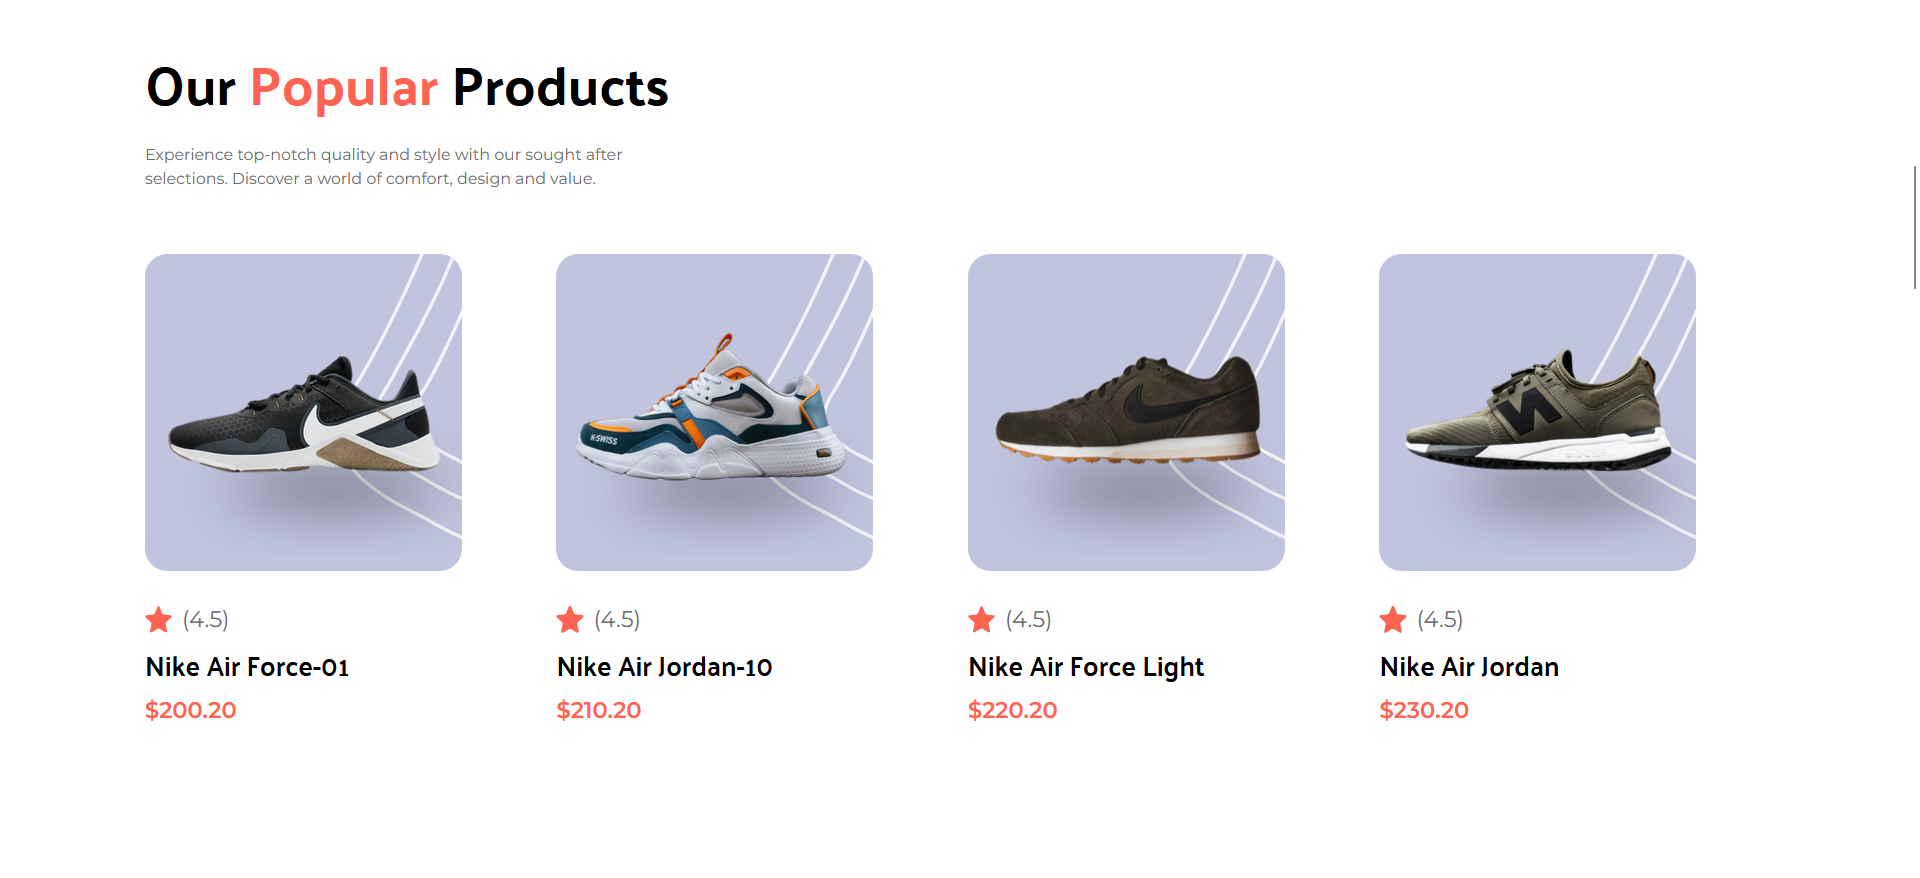 Our Popular Products
Experience top-notch quality and style with our sought after
selections. Discover a world of comfort, design and value.
K-SWISS
(4.5)
(4.5)
(4.5)
(4.5)
Nike Air Force-01
Nike Air Jordan-10
Nike Air Force Light
Nike Air Jordan
$200.20
$210.20
$220.20
$230.20